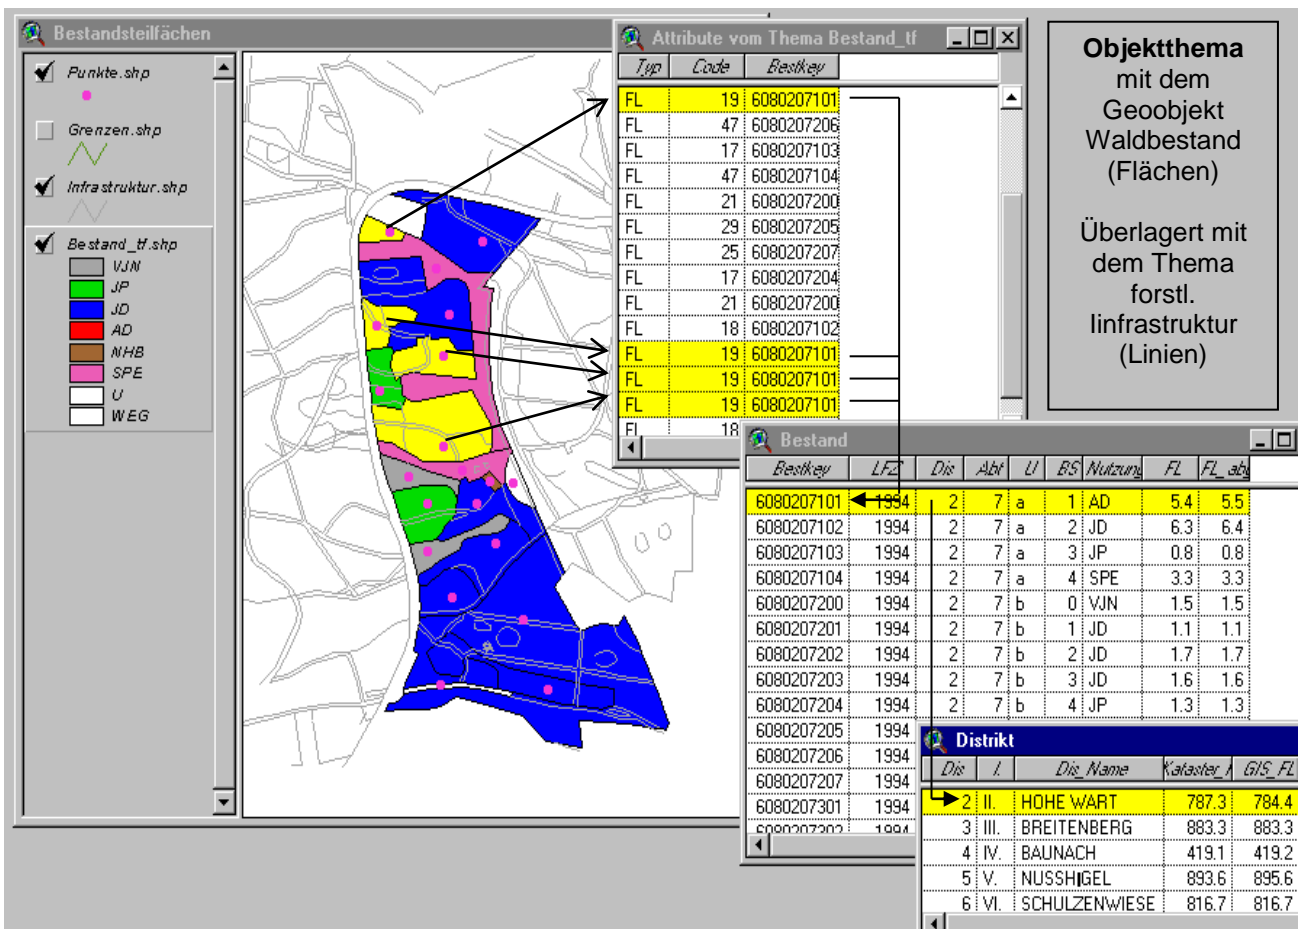 Bestandsteilfächen
Punkte.shp
Grenzen.shp
Infrastruktur.shp
Bestand_tf.shp
VJN
JP
JD
AD
NHB
SPE
U
WEG
Attribute vom Thema Bestand_tf
Typ Code Bestkey
FL 19 6080207101
FL 47 6080207206
FL 17 6080207103
FL 47 6080207104
FL 21 6080207200
FL 29 6080207205
FL 25 6080207207
FL 17 6080207204
FL 21 6080207200
FL 18 6080207102
FL 19 6080207101
FL 19 6080207101
FL 19 6080207101
FL 18
Objektthema
mit dem
Geoobjekt
Waldbestand
(Flächen)
Überlagert mit
dem Thema
forstl.
Iinfrastruktur
(Linien)
Bestand
Bestkey LFZ Dis Abt U BS Nutzung FL FL_abg
6080207101 1994 2 7 a 1 AD 5.4 5.5
6080207102 1994 2 7 a 2 JD 6.3 6.4
6080207103 1994 2 7 a 3 JP 0.8 0.8
6080207104 1994 2 7 a 4 SPE 3.3 3.3
6080207200 1994 2 7 b 0 VJN 1.5 1.5
6080207201 1994 2 7 b 1 JD 1.1 1.1
6080207202 1994 2 7 b 2 JD 1.7 1.7
6080207203 1994 2 7 b 3 JD 1.6 1.6
6080207204 1994 2 7 b 4 JP 1.3 1.3
6080207205 1994
6080207206 1994
6080207207 1994
6080207301 1994
6080207302 1994
Distrikt
Dis I. Dis_Name Kataster_ GIS_FL
2 II. HOHE WART 787.3 784.4
3 III. BREITENBERG 883.3 883.3
4 IV. BAUNACH 419.1 419.2
5 V. NUSSHIGEL 893.6 895.6
6 VI. SCHULZENWIESE 816.7 816.7